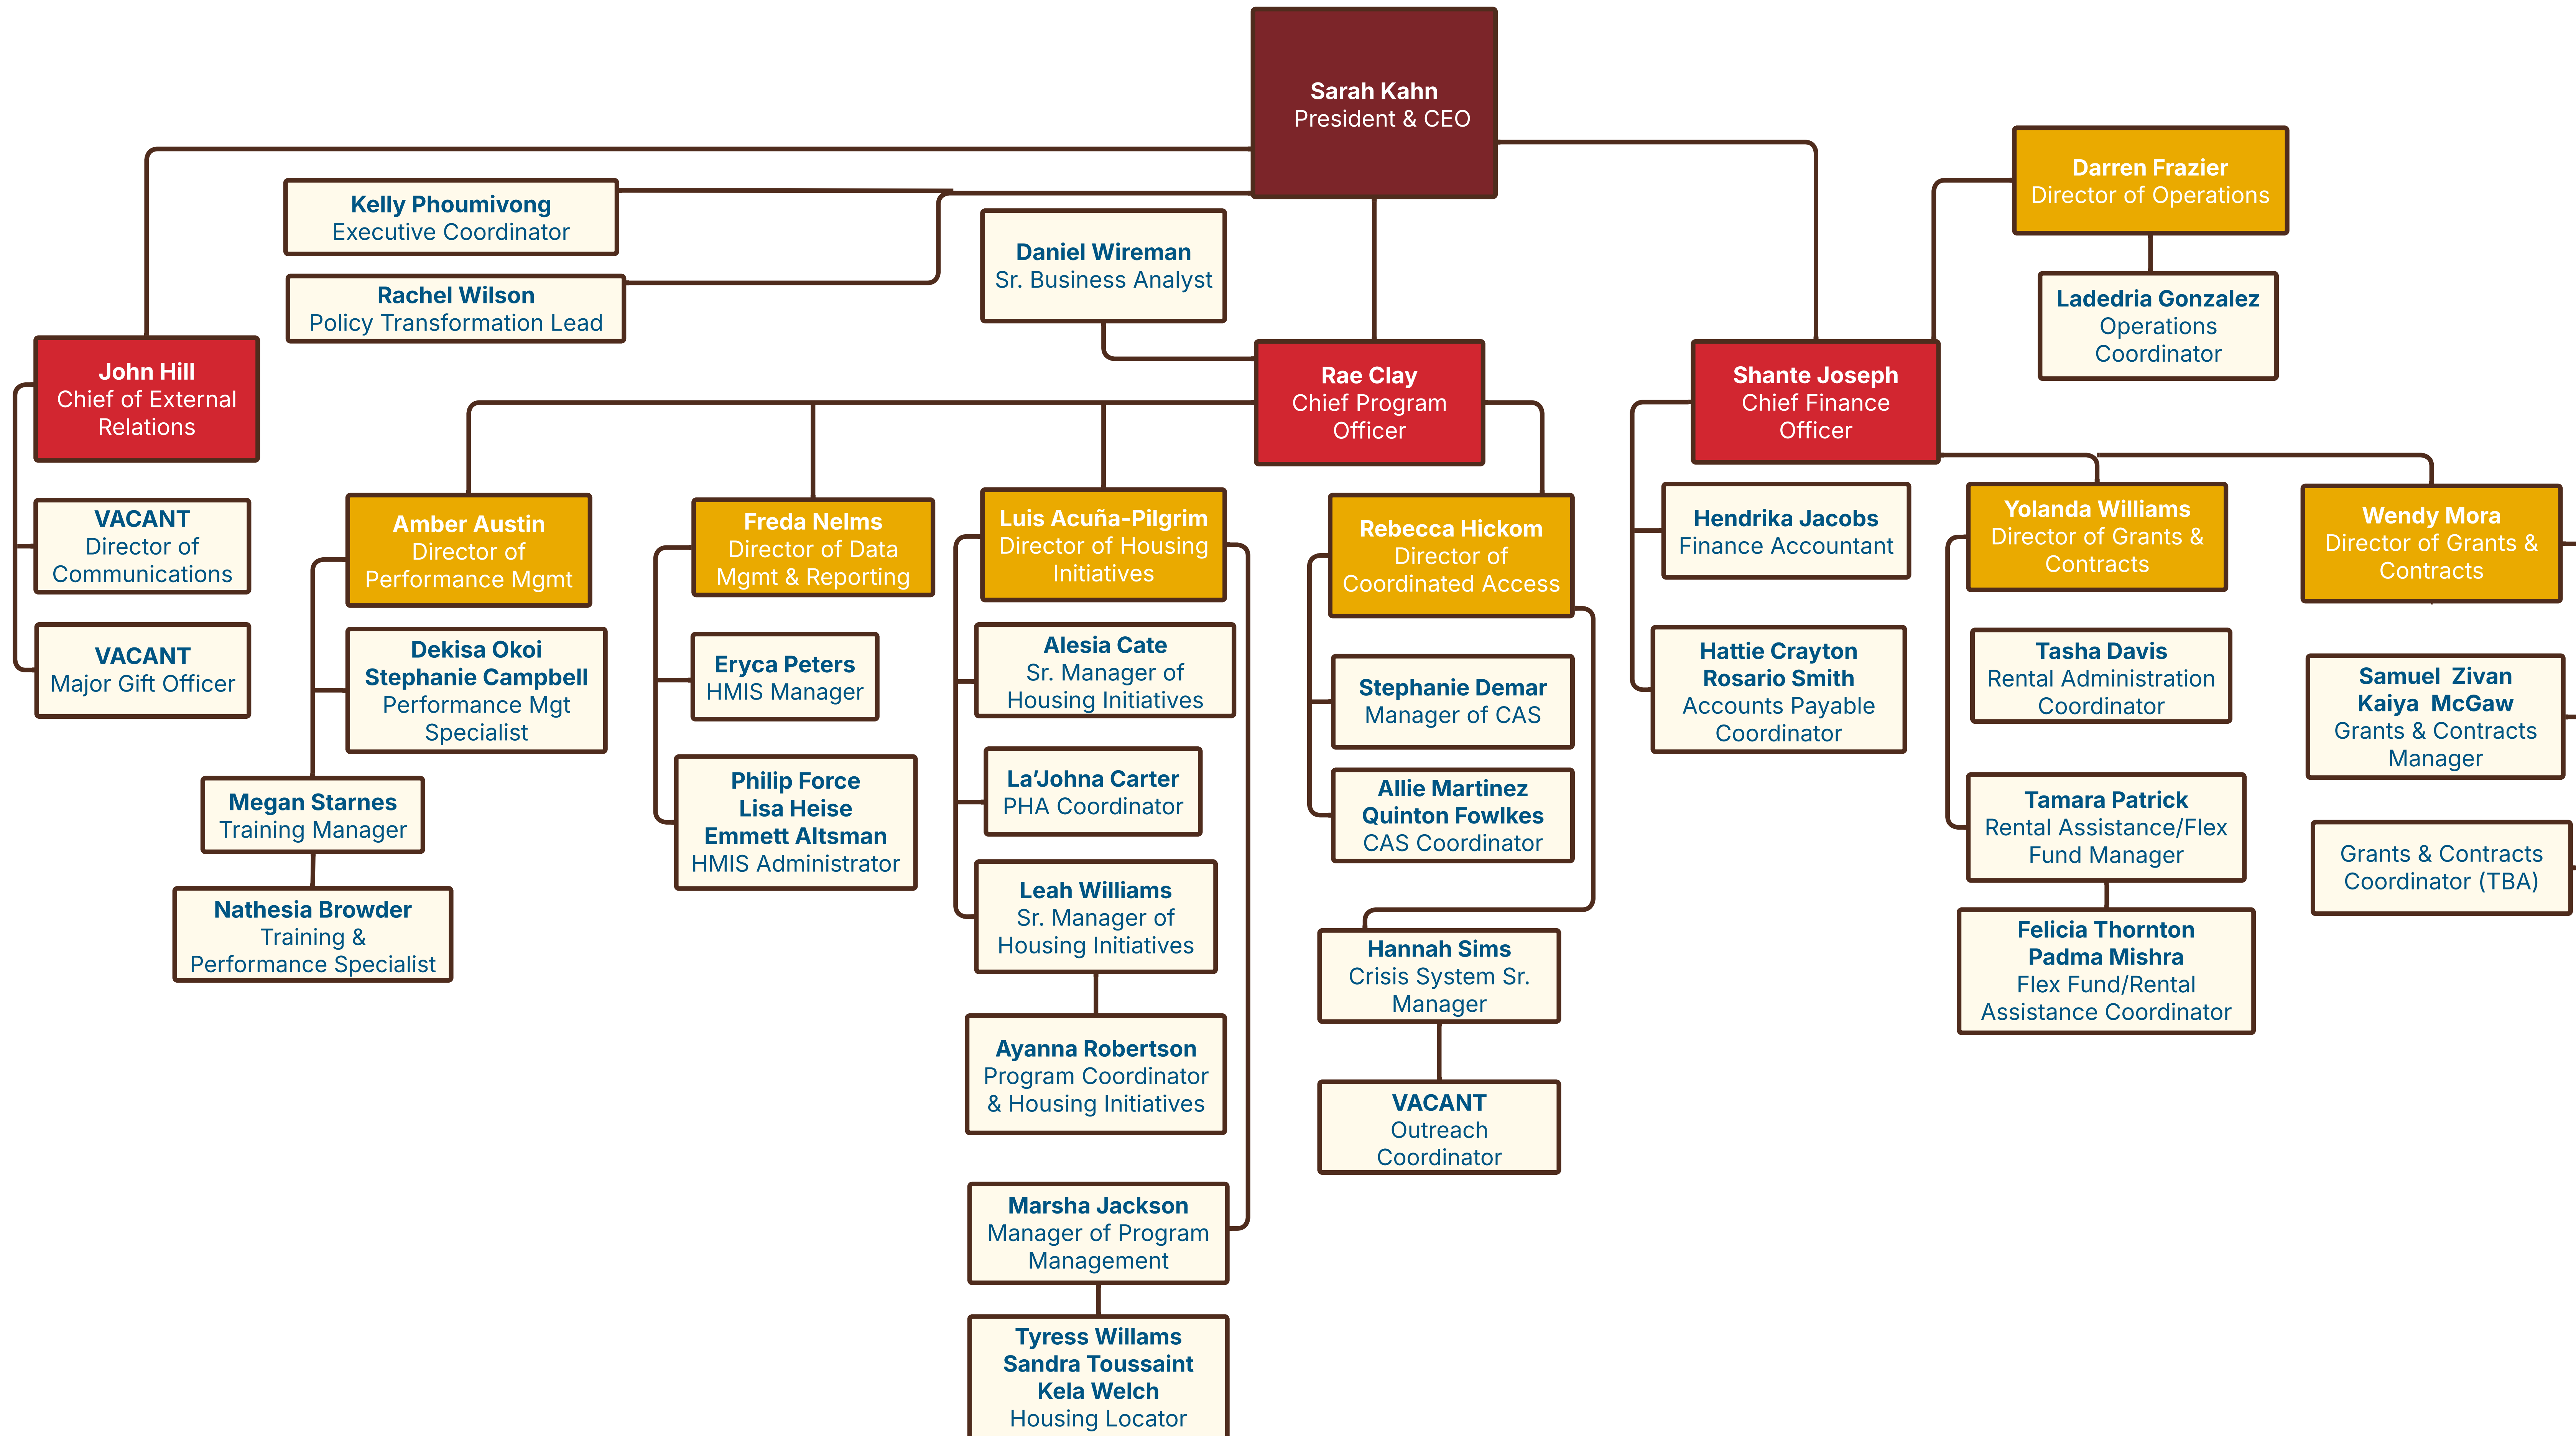 Sarah Kahn
President & CEO
Darren Frazier
Director of Operations
Kelly Phoumivong
Executive Coordinator
Daniel Wireman
Sr. Business Analyst
Rachel Wilson
Policy Transformation Lead
Ladedria Gonzalez
Operations
Coordinator
John Hill
Chief of External
Relations
Rae Clay
Chief Program
Officer
Shante Joseph
Chief Finance
Officer
VACANT
Director of
Communications
VACANT
Major Gift Officer
Amber Austin
Director of
Performance Mgmt
Dekisa Okoi
Stephanie Campbell
Performance Mgt
Specialist
Megan Starnes
Training Manager
Nathesia Browder
Training &
Performance Specialist
Freda Nelms
Director of Data
Mgmt & Reporting
Eryca Peters
HMIS Manager
Philip Force
Lisa Heise
Emmett Altsman
HMIS Administrator
Luis Acuña-Pilgrim
Director of Housing
Initiatives
Alesia Cate
Sr. Manager of
Housing Initiatives
La’Johna Carter
PHA Coordinator
Leah Williams
Sr. Manager of
Housing Initiatives
Ayanna Robertson
Program Coordinator
& Housing Initiatives
Marsha Jackson
Manager of Program
Management
Tyress Willams
Sandra Toussaint
Kela Welch
Housing Locator
Rebecca Hickom
Director of
Coordinated Access
Stephanie Demar
Manager of CAS
Allie Martinez
Quinton Fowlkes
CAS Coordinator
Hannah Sims
Crisis System Sr.
Manager
VACANT
Outreach
Coordinator
Hendrika Jacobs
Finance Accountant
Hattie Crayton
Rosario Smith
Accounts Payable
Coordinator
Yolanda Williams
Director of Grants &
Contracts
Tasha Davis
Rental Administration
Coordinator
Tamara Patrick
Rental Assistance/Flex
Fund Manager
Felicia Thornton
Padma Mishra
Flex Fund/Rental
Assistance Coordinator
Wendy Mora
Director of Grants &
Contracts
Samuel Zivan
Kaiya McGaw
Grants & Contracts
Manager
Grants & Contracts
Coordinator (TBA)